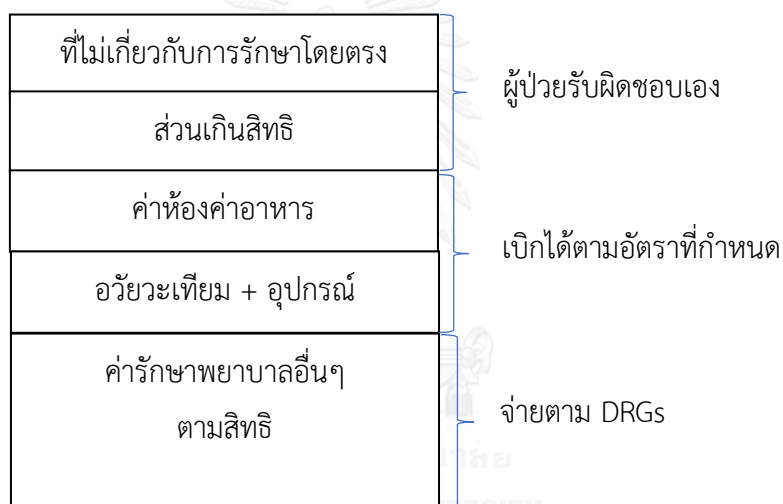 ที่ไม่เกี่ยวกับการรักษาโดยตรง
ส่วนเกินสิทธิ
ผู้ป่วยรับผิดชอบเอง
ค่าห้องค่าอาหาร
อวัยวะเทียม + อุปกรณ์
เบิกได้ตามอัตราที่กำหนด
ค่ารักษาพยาบาลอื่นๆ
ตามสิทธิ
จ่ายตาม DRGs